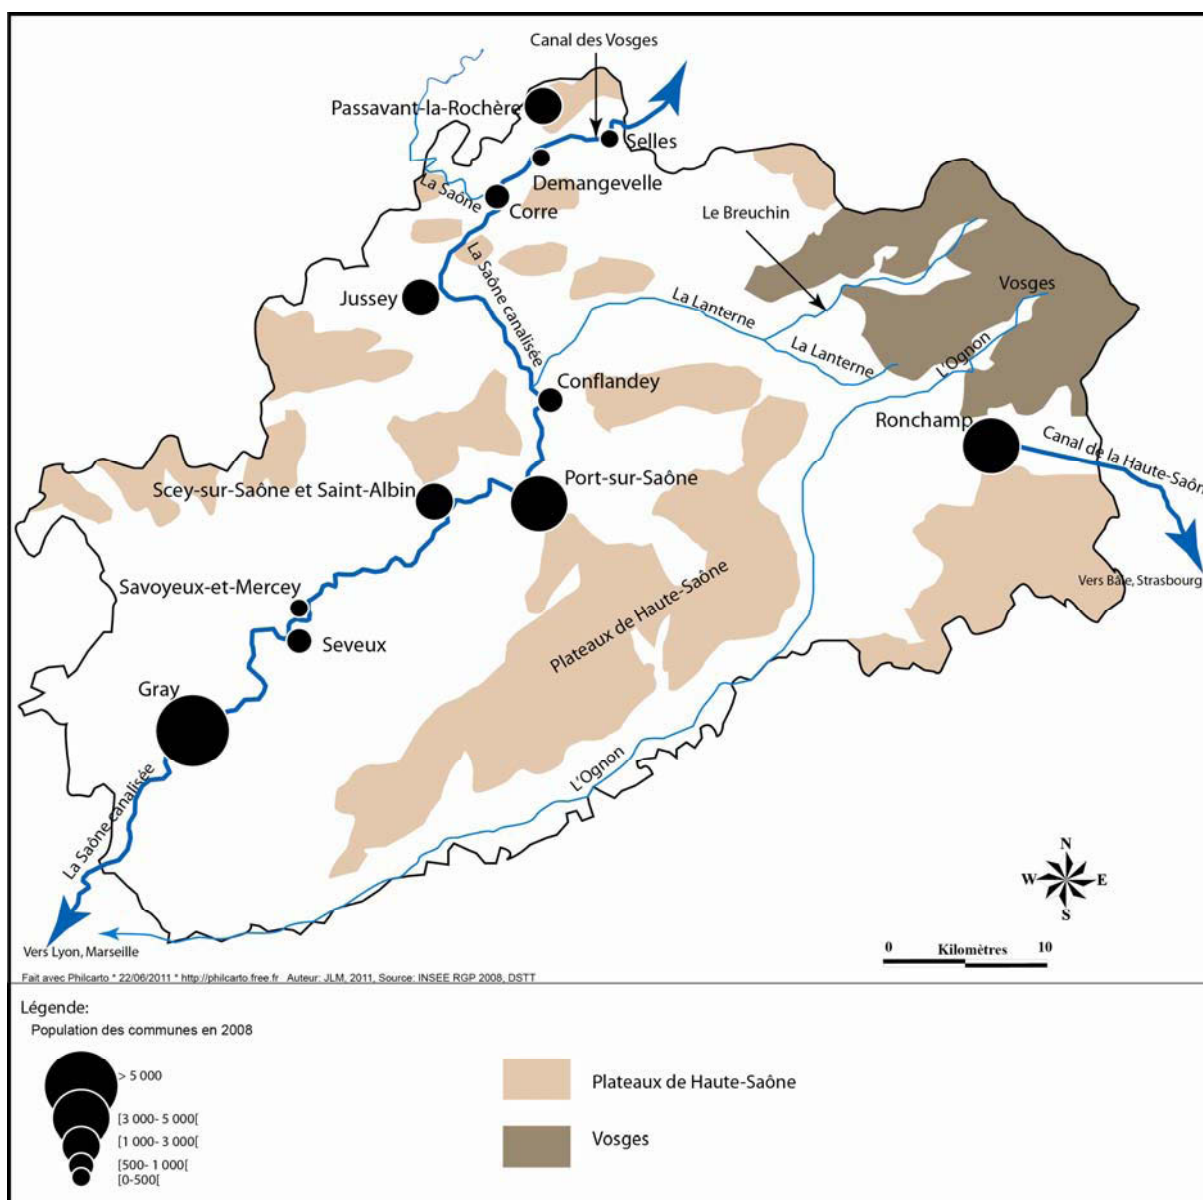 Canal des Vosges
Passavant-la-Rochère
Selles
Demangevelle
La Saône
Corre
Le Breuchin
La Saône canalisée
Jussey
Vosges
La Lanterne
La Lanterne
L'Ognon
Conflandey
Ronchamp
Canal de la Haute-Saône
Port-sur-Saône
Scey-sur-Saône et Saint-Albin
Vers Bâle, Strasbourg
Savoyeux-et-Mercey
Plateaux de Haute-Saône
Seveux
Gray
L'Ognon
La Saône canalisée
N
W E
S
0 Kilomètres 10
Vers Lyon, Marseille
Fait avec Philcarto * 22/06/2011 * http://philcarto.free.fr Auteur: JLM, 2011, Source: INSEE RGP 2008, DSTT
Légende:
Population des communes en 2008
> 5 000
[3 000- 5 000[
[1 000- 3 000[
[500- 1 000[
[0-500[
Plateaux de Haute-Saône
Vosges